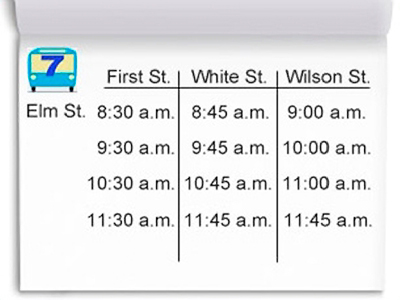 7
First St. White St. Wilson St.
Elm St. 8:30 a.m. 8:45 a.m. 9:00 a.m.
9:30 a.m. 9:45 a.m. 10:00 a.m.
10:30 a.m. 10:45 a.m. 11:00 a.m.
11:30 a.m. 11:45 a.m. 11:45 a.m.